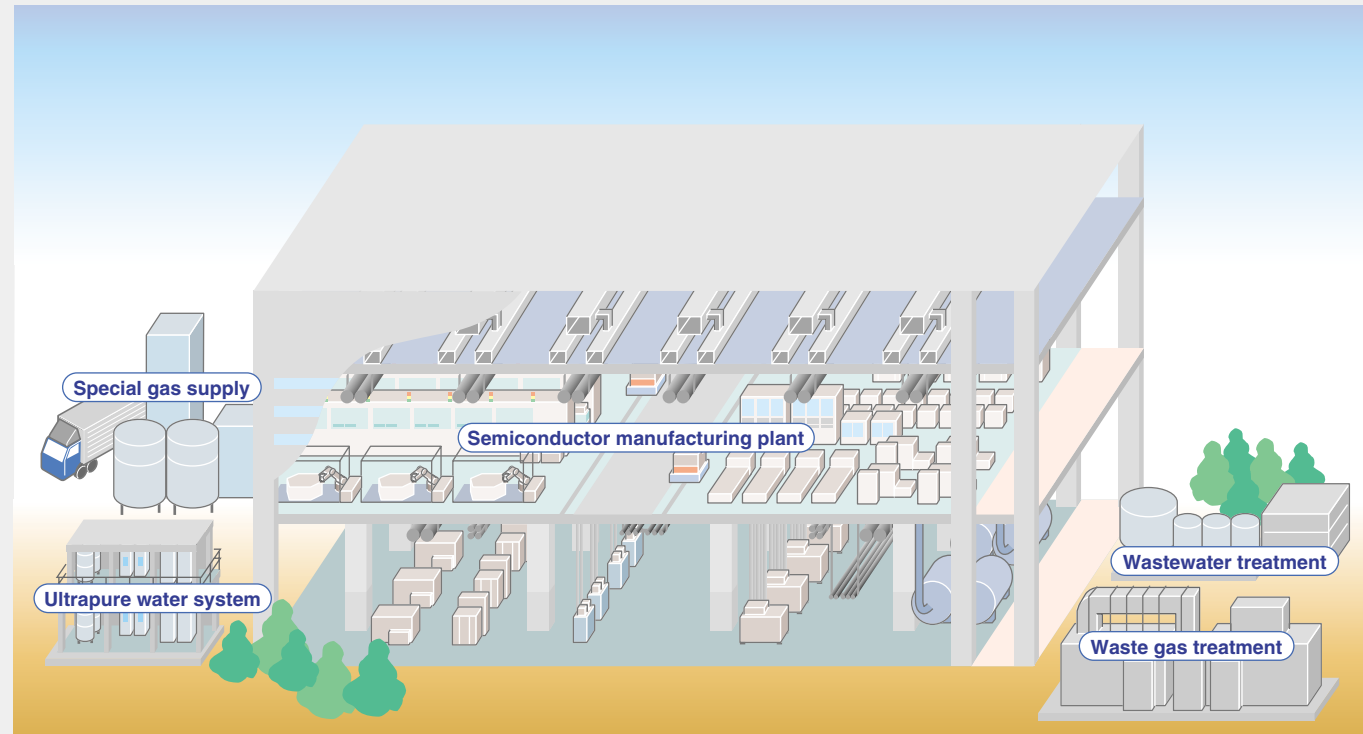 Special gas supply
Semiconductor manufacturing plant
Ultrapure water system
Wastewater treatment
Waste gas treatment